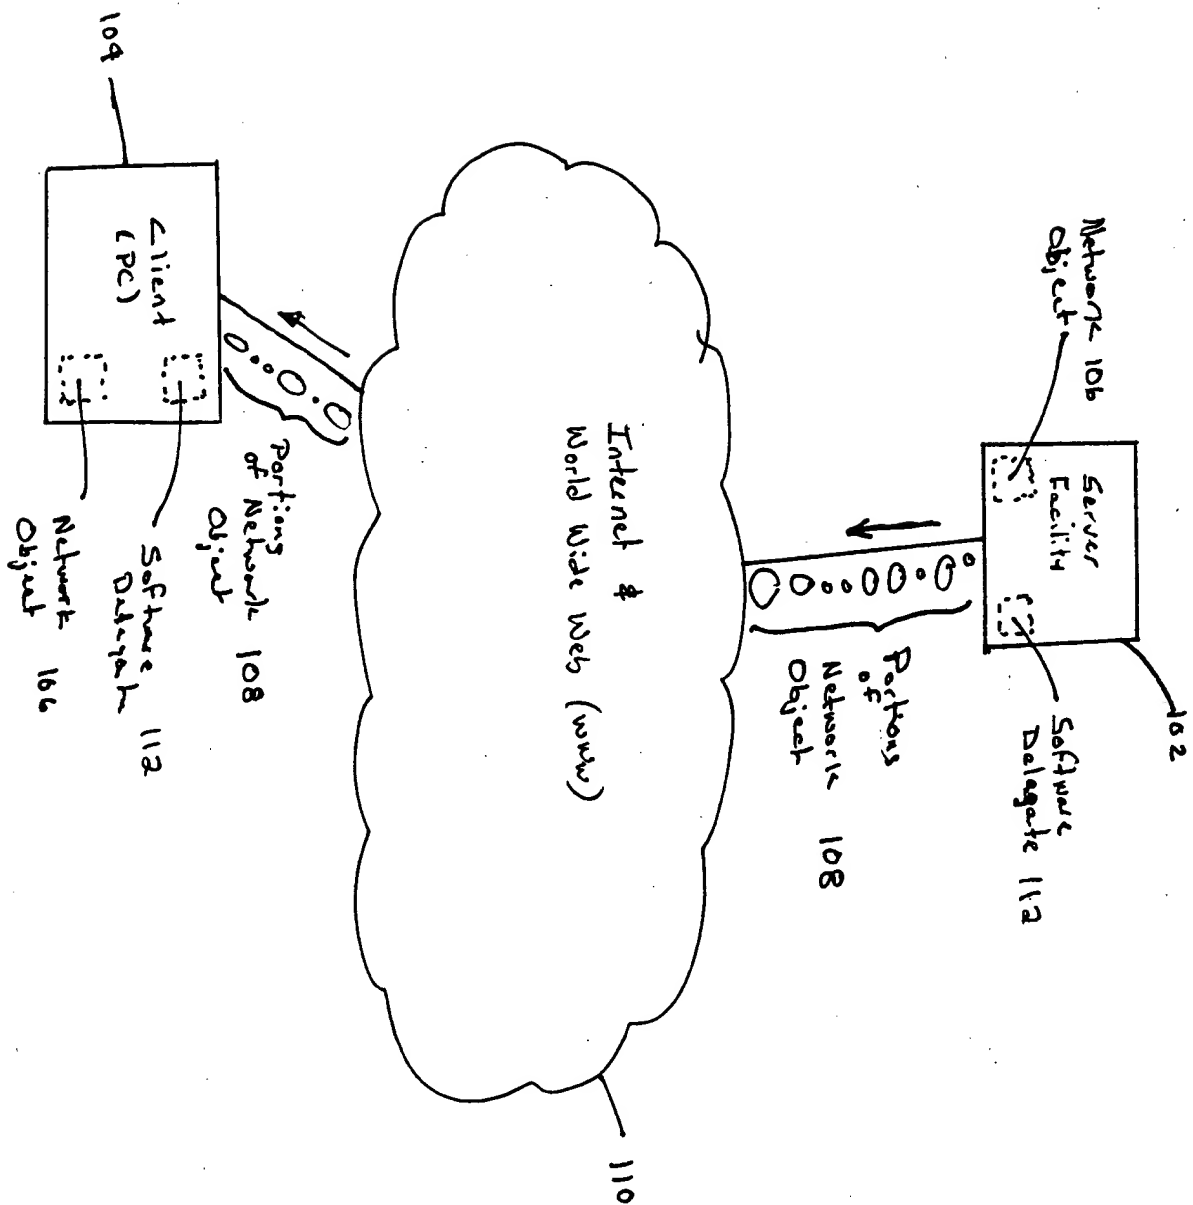 102
Server
Facility
Network 106
Object
Software
Delegate 112
Portions
of
Network 108
Object
Internet &
World Wide Web (WWW)
110
Portions
of Network 108
Object
104
Client
(PC)
Software 112
Network 106
Object